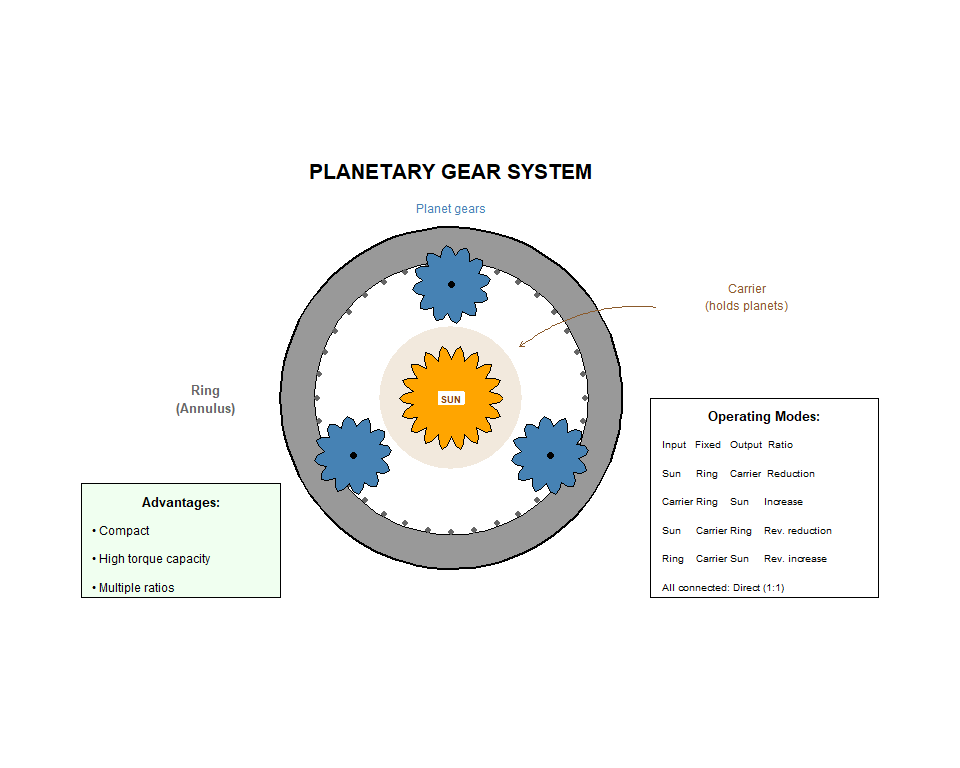 PLANETARY GEAR SYSTEM
Planet gears
Carrier
(holds planets)
Ring
(Annulus)
SUN
Operating Modes:
Input Fixed Output Ratio
Sun Ring Carrier Reduction
Carrier Ring Sun Increase
Sun Carrier Ring Rev. reduction
Ring Carrier Sun Rev. increase
All connected: Direct (1:1)
Advantages:
• Compact
• High torque capacity
• Multiple ratios